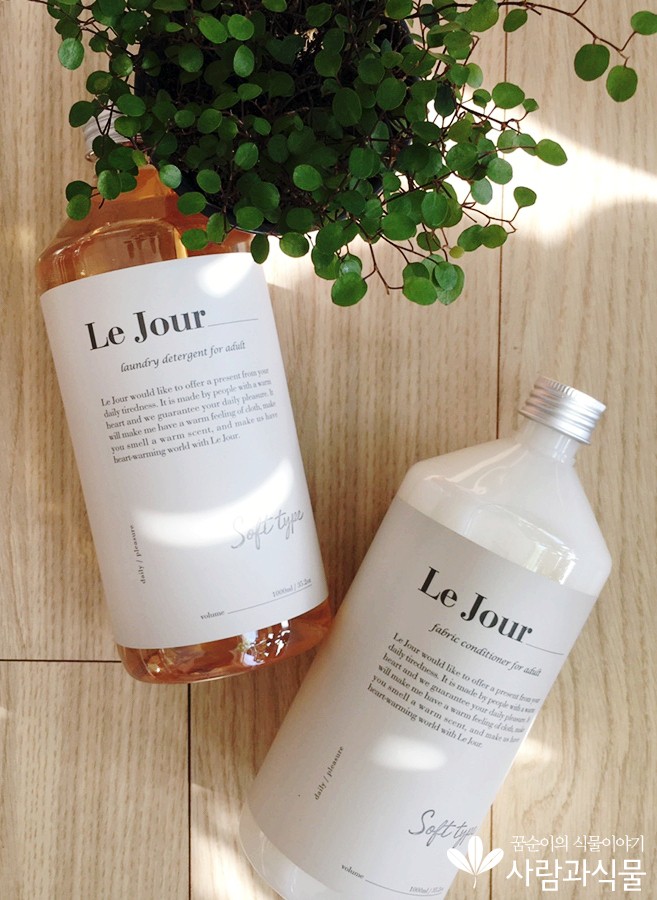 Le Jour
laundry detergent for adult
Le Jour would like to offer a present from your
daily tiredness. It is made by people with a warm
heart and we guarantee your daily pleasure. It
will make me have a warm feeling of cloth, make
you smell a warm scent, and make us have
heart-warming world with Le Jour.
Soft type
daily / pleasure
volume 1000ml / 35.2oz
Le Jour
fabric conditioner for adult
Le Jour would like to offer a present from your
daily tiredness. It is made by people with a warm
heart and we guarantee your daily pleasure. It
will make me have a warm feeling of cloth, make
you smell a warm scent, and make us have
heart-warming world with Le Jour.
daily / pleasure
Soft type
volume 1000ml / 35.2oz
꿈순이의 식물이야기
사람과식물